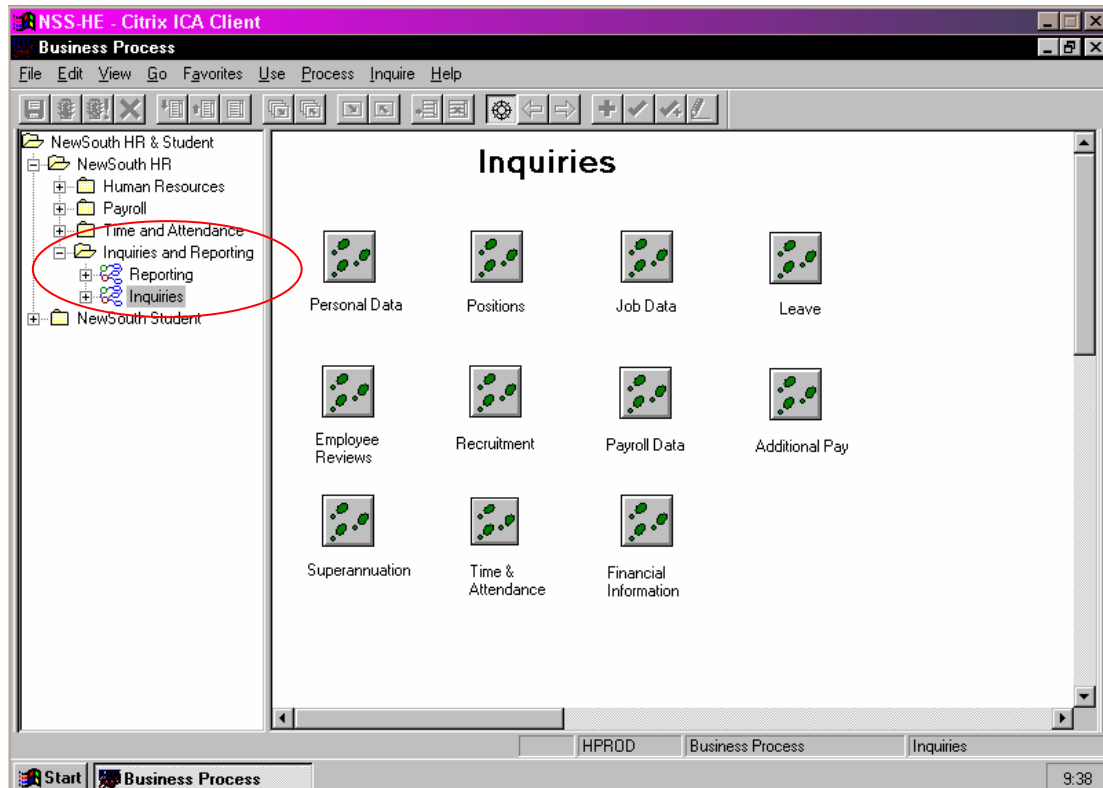 NSS-HE - Citrix ICA Client
Business Process
File Edit View Go Favorites Use Process Inquire Help
NewSouth HR & Student
NewSouth HR
Human Resources
Payroll
Time and Attendance
Inquiries and Reporting
Reporting
Inquiries
NewSouth Student
Inquiries
Personal Data
Positions
Job Data
Leave
Employee
Reviews
Recruitment
Payroll Data
Additional Pay
Superannuation
Time &
Attendance
Financial
Information
HPROD Business Process Inquiries
Start Business Process 9:38